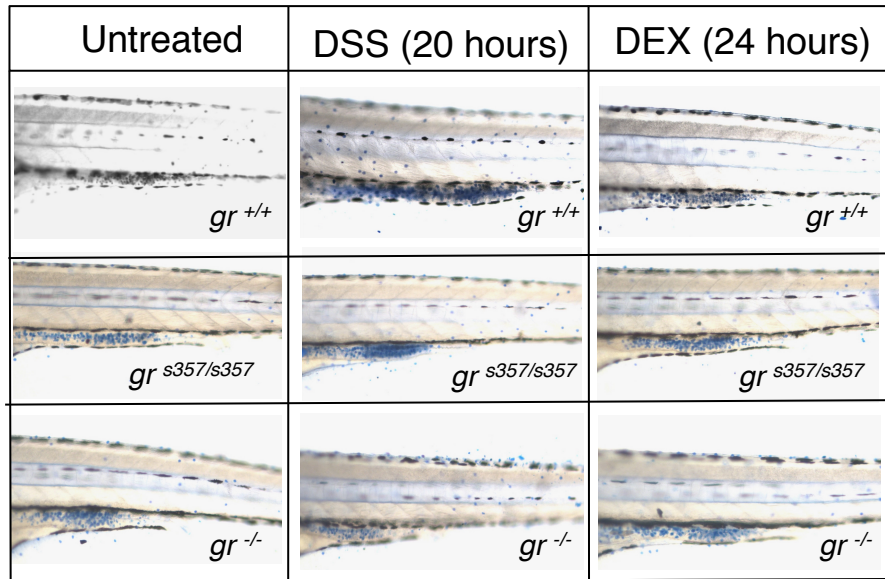 Untreated DSS (20 hours) DEX (24 hours)
gr +/+ gr +/+ gr +/+
gr s357/s357 gr s357/s357 gr s357/s357
gr -/- gr -/- gr -/-